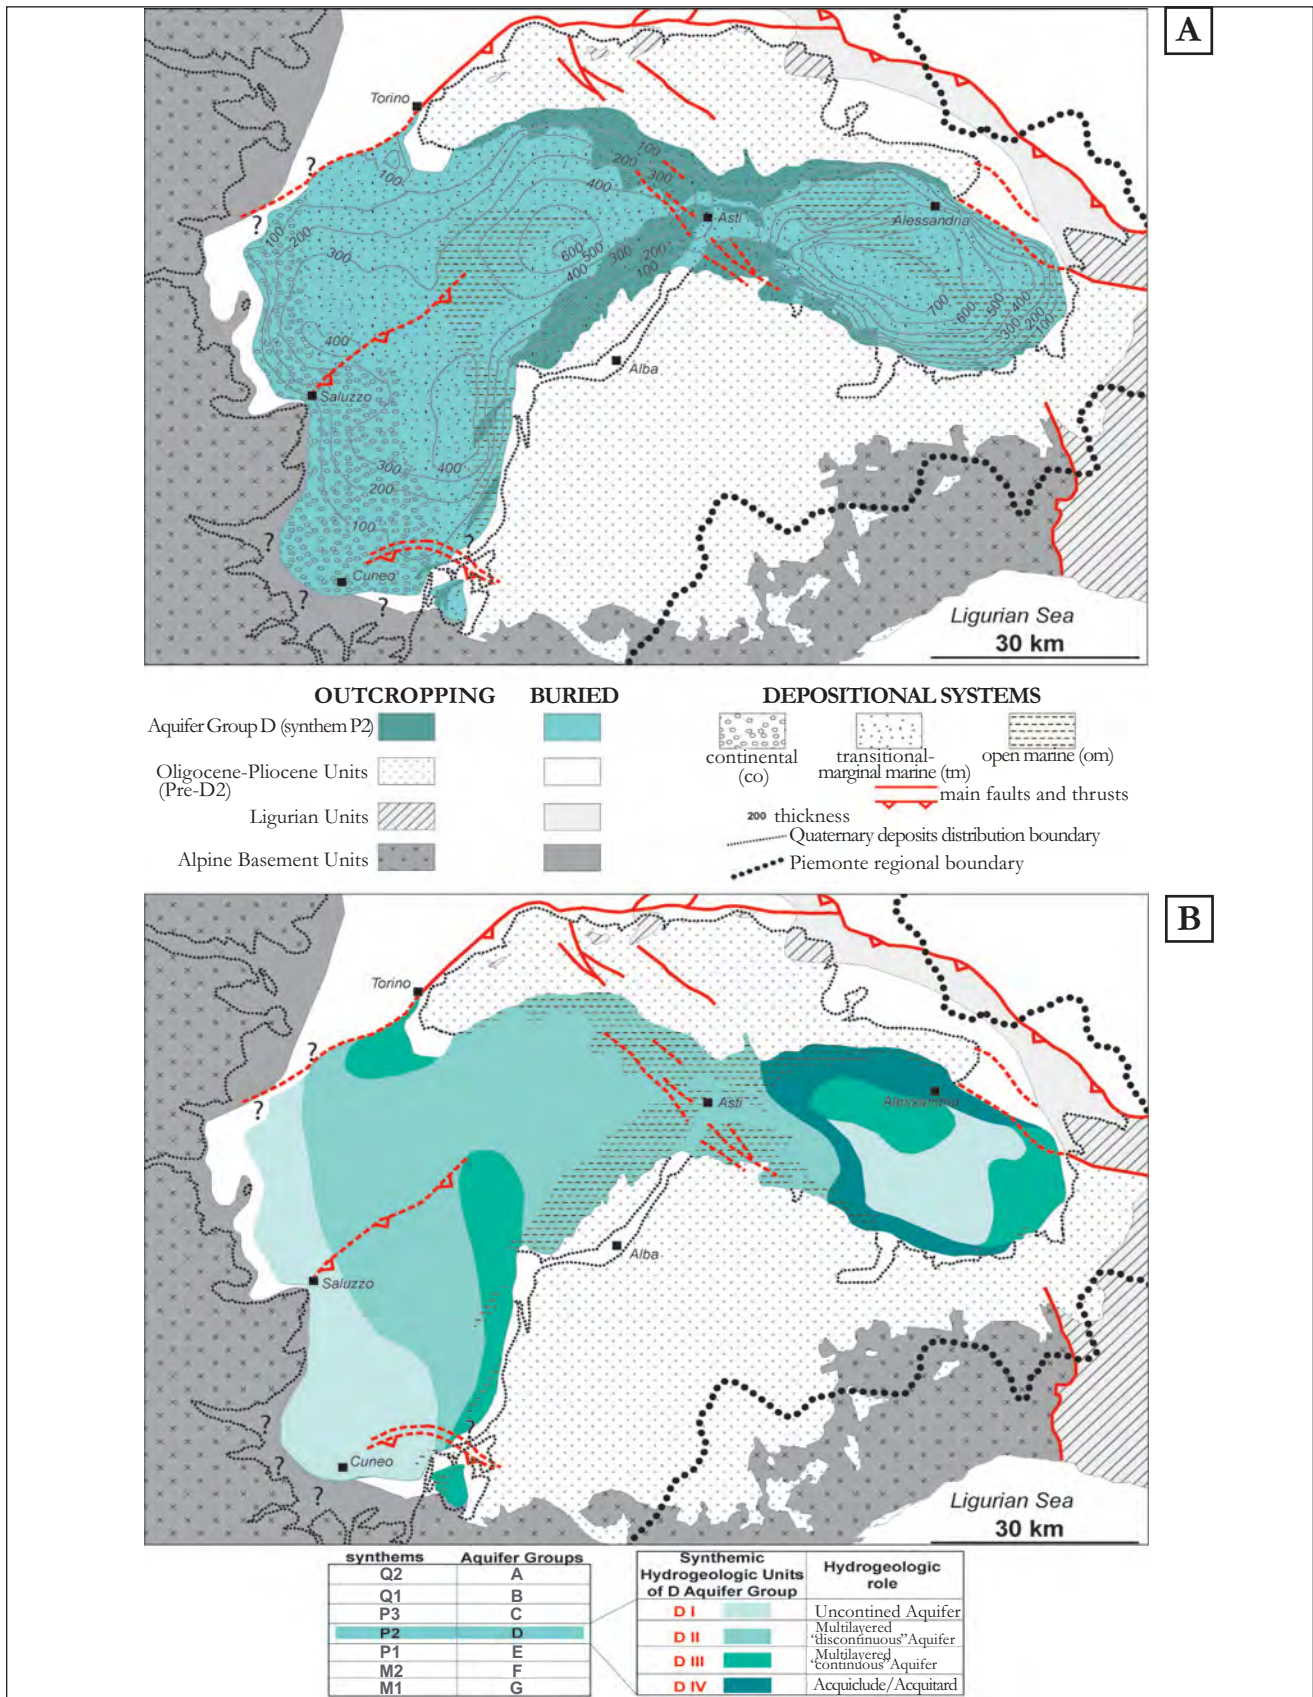 A
Torino
?
100
?
100
200
300
400
100
200
300
400
600
500
400
300
200
100
Asti
Alessandria
700
600
500
400
300
200
100
Saluzzo
Alba
300
200
100
400
?
?
Cuneo
?
?
Ligurian Sea
30 km
OUTCROPPING BURIED DEPOSITIONAL SYSTEMS
Aquifer Group D (synthem P2)
continental
(co)
transitional-
marginal marine (tm)
open marine (om)
Oligocene-Pliocene Units
(Pre-D2)
main faults and thrusts
Ligurian Units
200 thickness
Quaternary deposits distribution boundary
Alpine Basement Units
Piemonte regional boundary
B
Torino
?
?
Asti
Alessandria
Alba
Saluzzo
?
?
Cuneo
?
?
Ligurian Sea
30 km
synthems Aquifer Groups
Q2 A
Q1 B
P3 C
P2 D
P1 E
M2 F
M1 G
Synthemic
Hydrogeologic Units
of D Aquifer Group
Hydrogeologic
role
D I Uncontined Aquifer
D II Multilayered
"discontinuous"Aquifer
D III Multilayered
"continuous"Aquifer
D IV Acquiclude/Acquitard